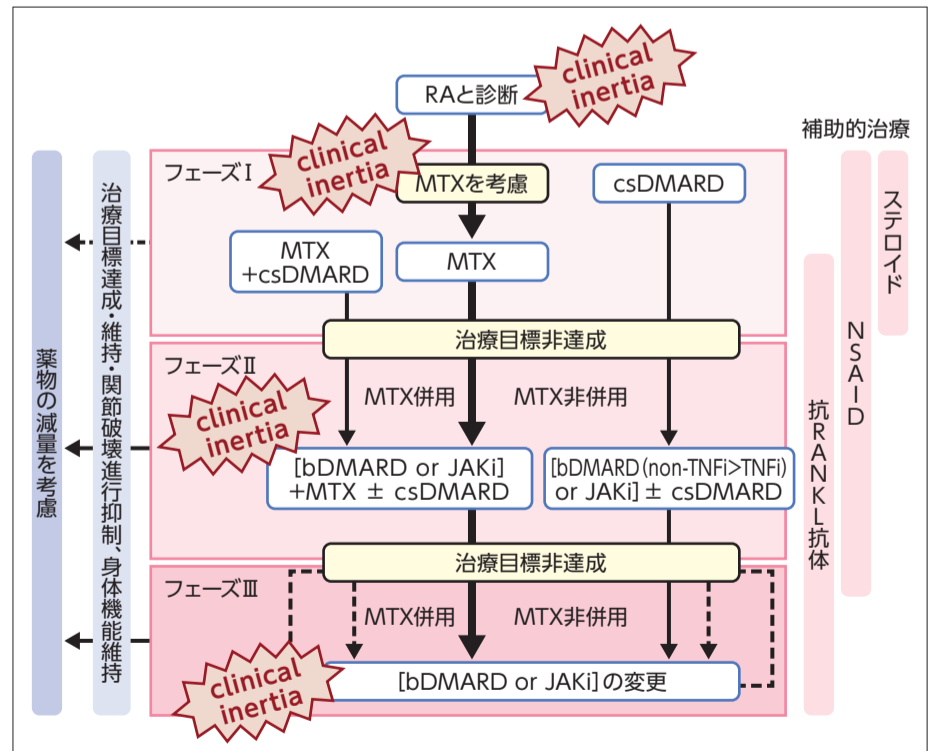 clinical
inertia
RAと診断
補助的治療
clinical
inertia
フェーズⅠ
MTXを考慮
csDMARD
MTX
+csDMARD
MTX
治療目標非達成
フェーズⅡ
MTX併用
MTX非併用
clinical
inertia
[bDMARD or JAKi]
+MTX ± csDMARD
[bDMARD(non-TNFi>TNFi)
or JAKi] ± csDMARD
治療目標非達成
フェーズⅢ
MTX併用
MTX非併用
clinical
inertia
[bDMARD or JAKi]の変更
薬物の減量を考慮
治療目標達成・維持・関節破壊進行抑制、身体機能維持
抗RANKL抗体
NSAID
ステロイド